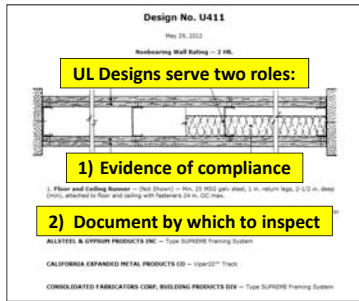 Design No. U411
May 29, 2012
Nonbearing Wall Rating — 2 HR.
UL Designs serve two roles:
1) Evidence of compliance
1. Floor and Ceiling Runner — (Not Shown) — Min. 25 MSG galv steel, 1 in. return legs, 2-1/2 in. deep
(min), attached to floor and ceiling with fasteners 24 in. OC max.
2) Document by which to inspect
ALLSTEEL & GYPSUM PRODUCTS INC — Type SUPREME Framing System
CALIFORNIA EXPANDED METAL PRODUCTS CO — Viper20™ Track
CONSOLIDATED FABRICATORS CORP, BUILDING PRODUCTS DIV — Type SUPREME Framing System